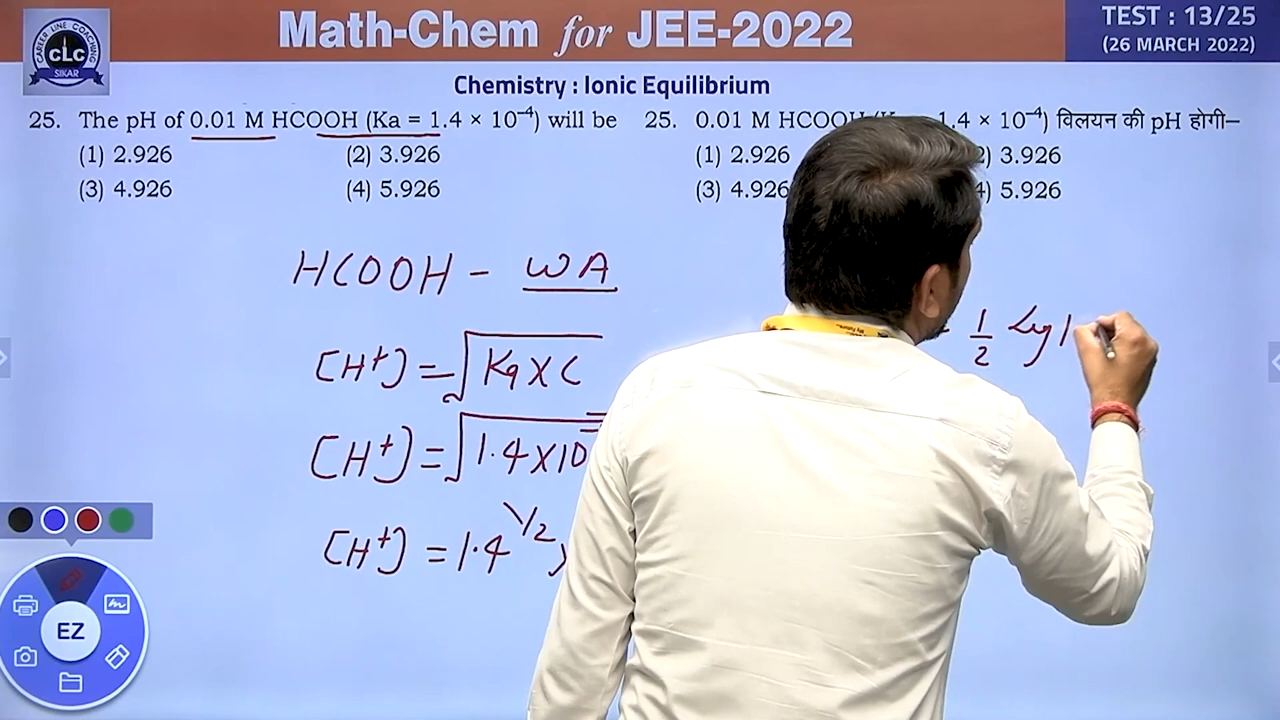 CAREER LINE COACHING
CLC
SIKAR
Math-Chem for JEE-2022
TEST : 13/25
(26 MARCH 2022)
Chemistry : Ionic Equilibrium
25. The pH of 0.01 M HCOOH (Ka = 1.4 × 10⁻⁴) will be
(1) 2.926 (2) 3.926
(3) 4.926 (4) 5.926
25. 0.01 M HCOOH 1.4 × 10⁻⁴) विलयन की pH होगी–
(1) 2.926 2) 3.926
(3) 4.926 4) 5.926
HCOOH - WA
[H⁺] = √Ka×C
[H⁺] = √1.4×10
[H⁺] = 1.4^1/2 ×
1/2 log 1
EZ